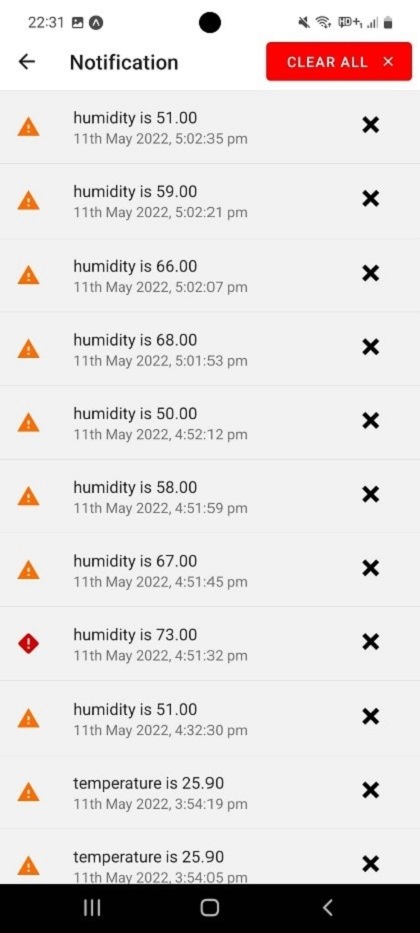 22:31
Notification
CLEAR ALL ×
humidity is 51.00
11th May 2022, 5:02:35 pm
humidity is 59.00
11th May 2022, 5:02:21 pm
humidity is 66.00
11th May 2022, 5:02:07 pm
humidity is 68.00
11th May 2022, 5:01:53 pm
humidity is 50.00
11th May 2022, 4:52:12 pm
humidity is 58.00
11th May 2022, 4:51:59 pm
humidity is 67.00
11th May 2022, 4:51:45 pm
humidity is 73.00
11th May 2022, 4:51:32 pm
humidity is 51.00
11th May 2022, 4:32:30 pm
temperature is 25.90
11th May 2022, 3:54:19 pm
temperature is 25.90
11th May 2022, 3:54:05 pm